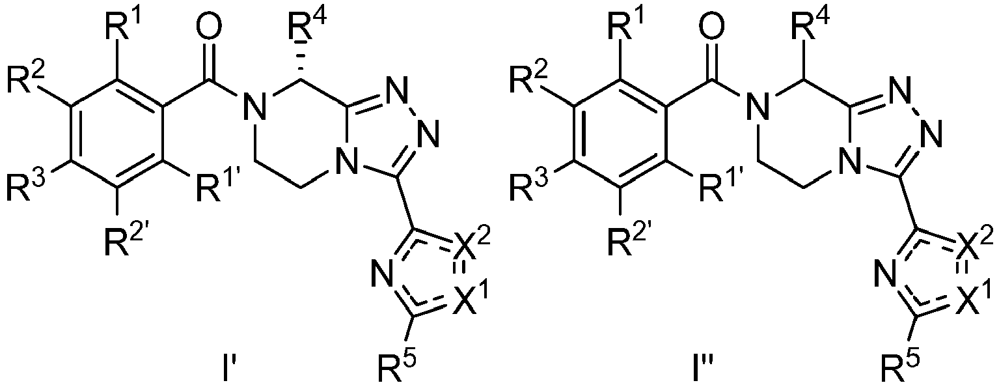 R1 O R4 R1 O R4
R2 N N R2 N N
N N
R3 N R1' R3 N R1'
R2' R2'
X2 X2
N N
X1 X1
R5 R5
I' I''